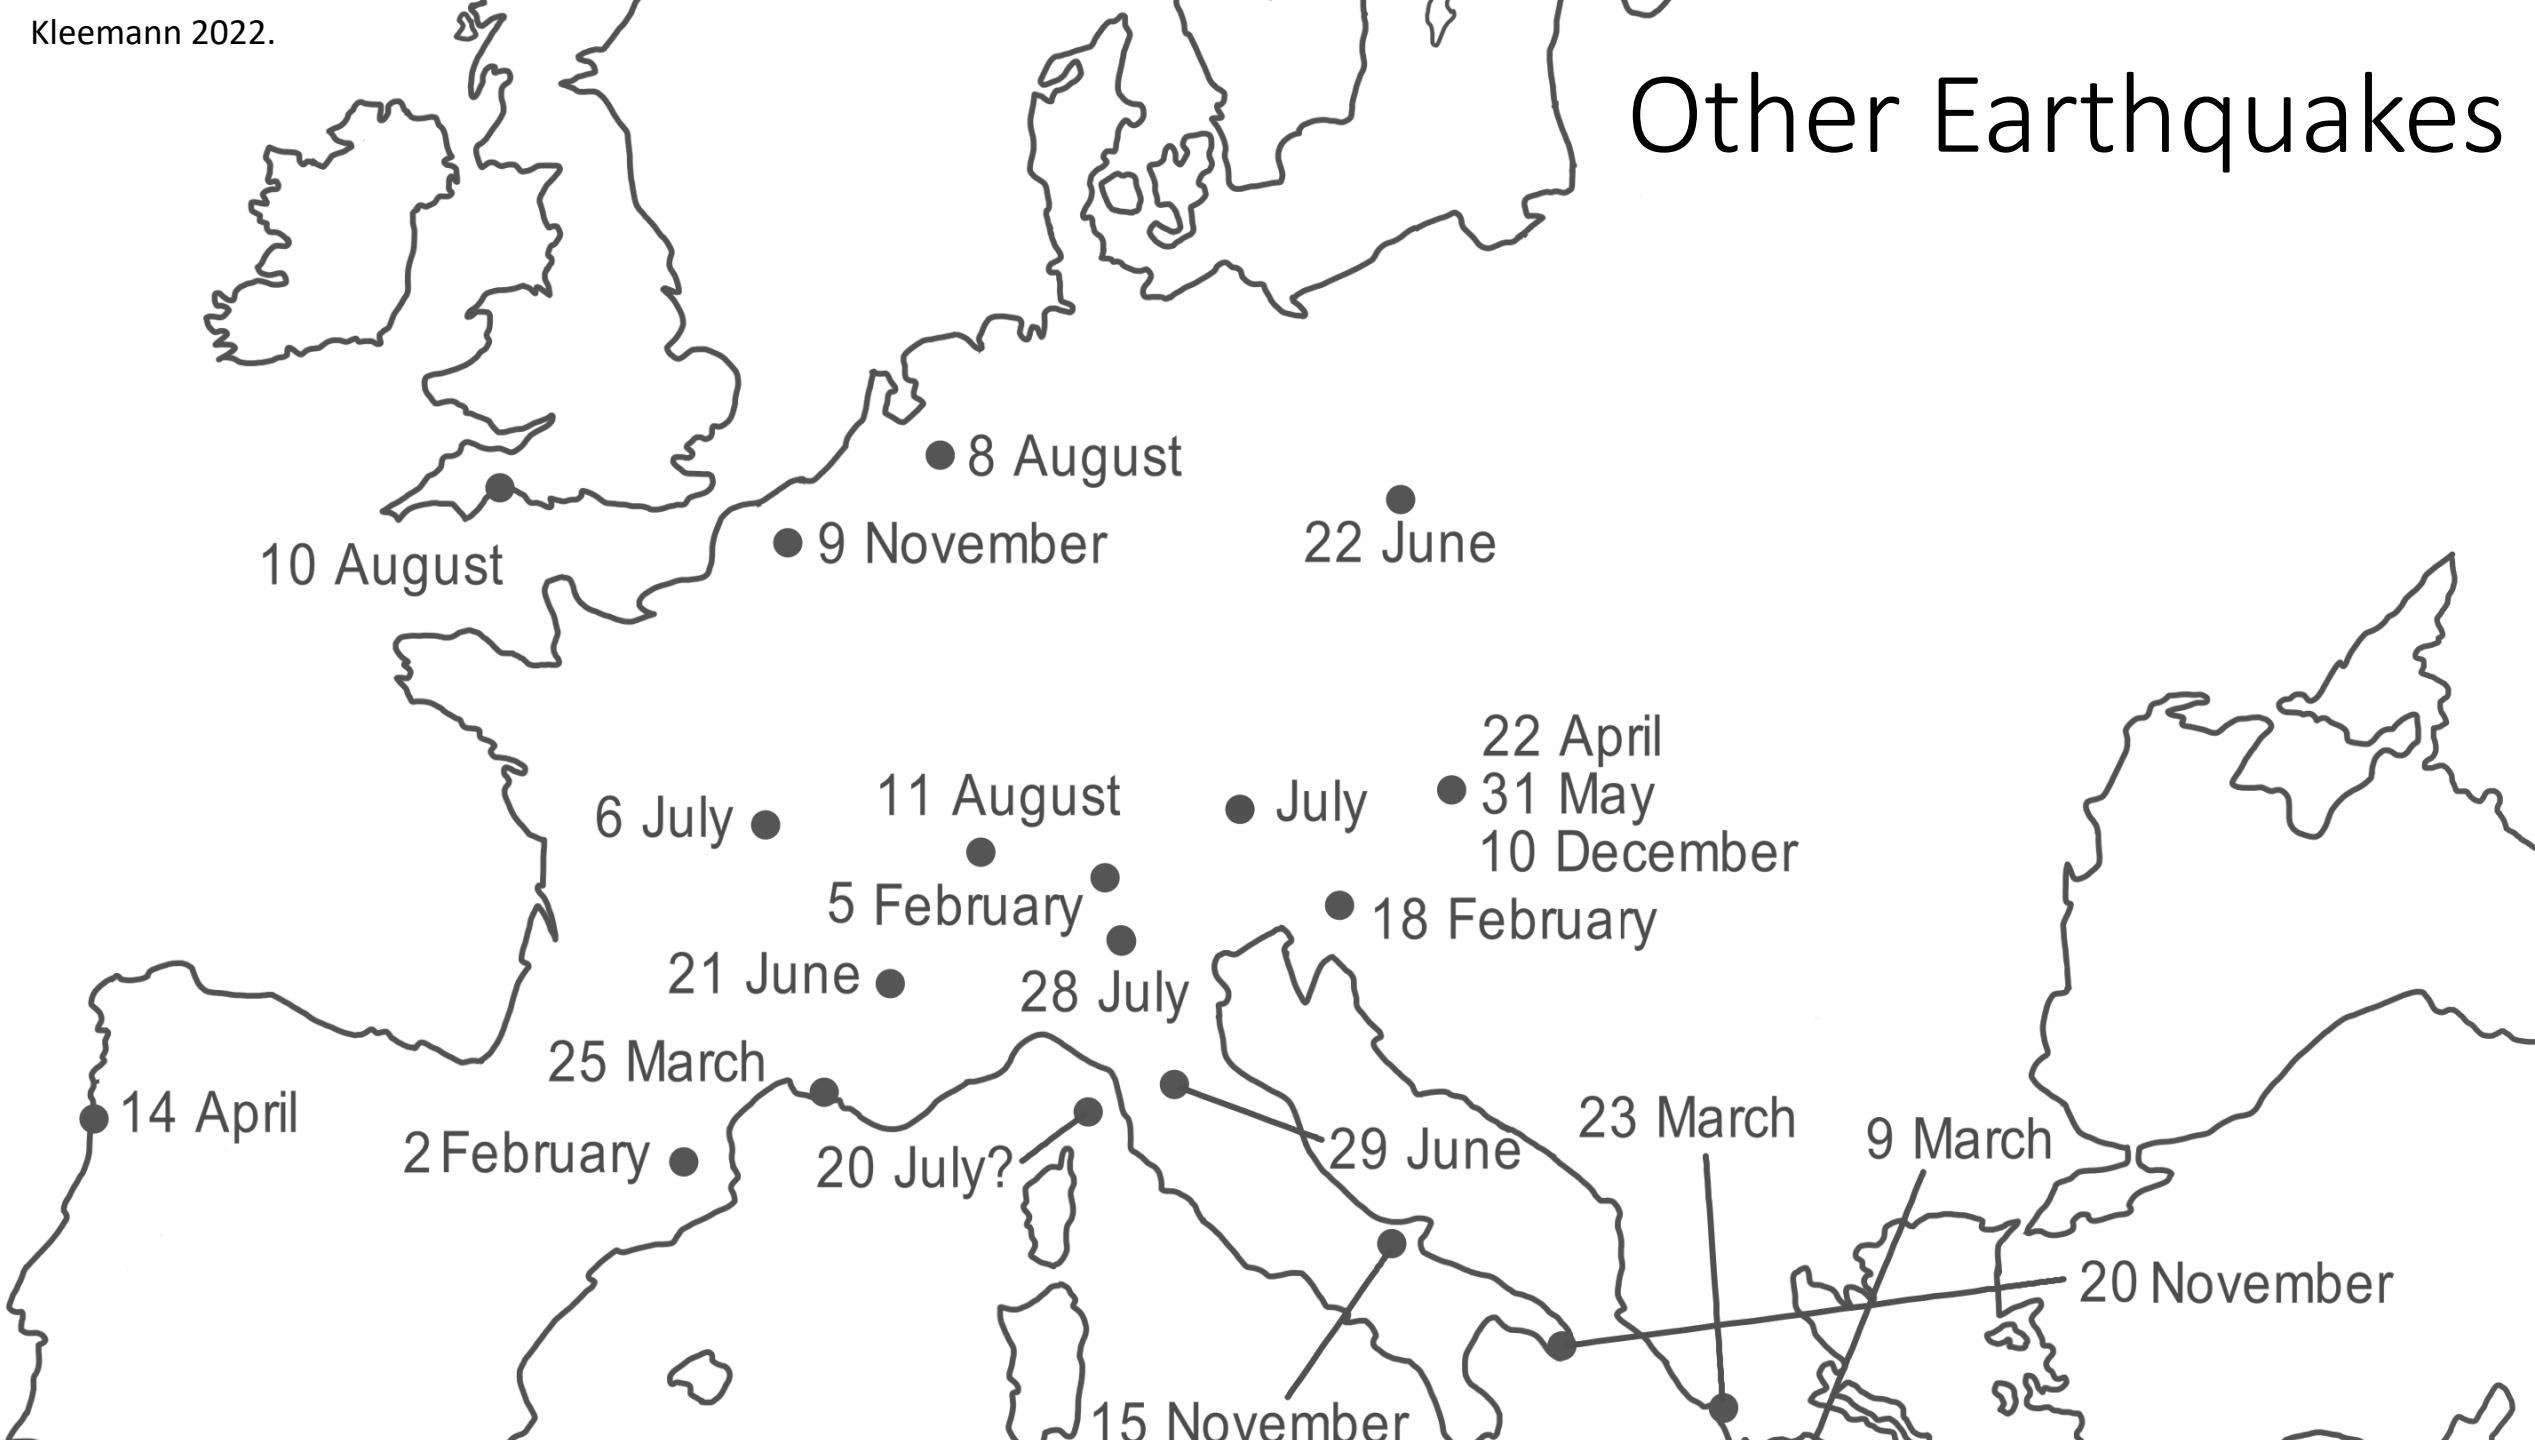 Kleemann 2022.
Other Earthquakes
8 August
10 August
9 November
22 June
22 April
31 May
10 December
6 July
11 August
July
5 February
18 February
21 June
28 July
25 March
14 April
2 February
20 July?
29 June
23 March
9 March
20 November
15 November